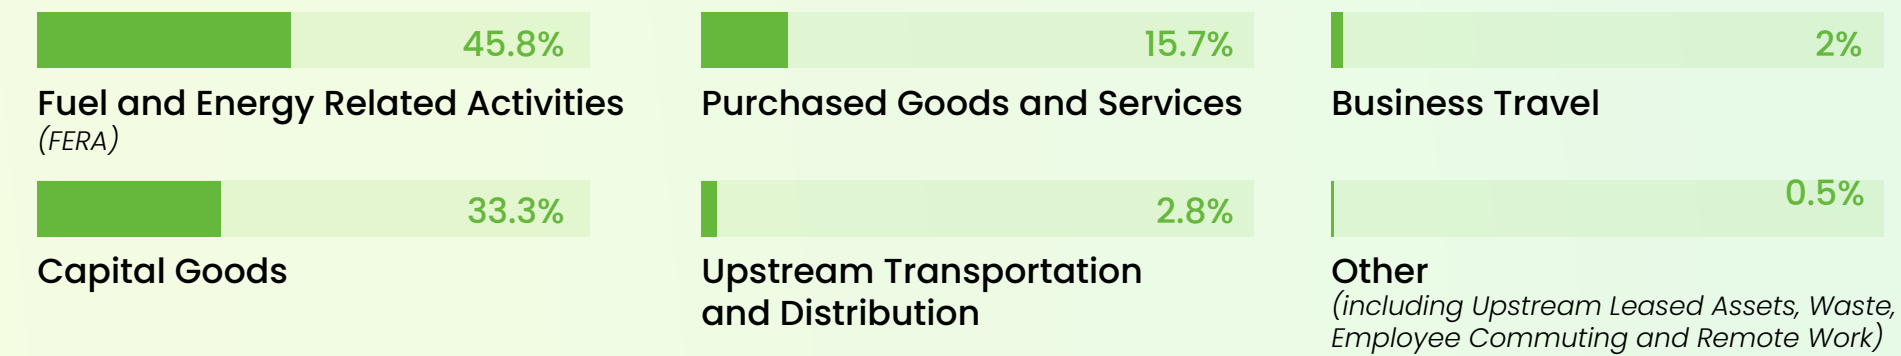 45.8%
Fuel and Energy Related Activities
(FERA)
15.7%
Purchased Goods and Services
2%
Business Travel
33.3%
Capital Goods
2.8%
Upstream Transportation
and Distribution
0.5%
Other
(including Upstream Leased Assets, Waste,
Employee Commuting and Remote Work)